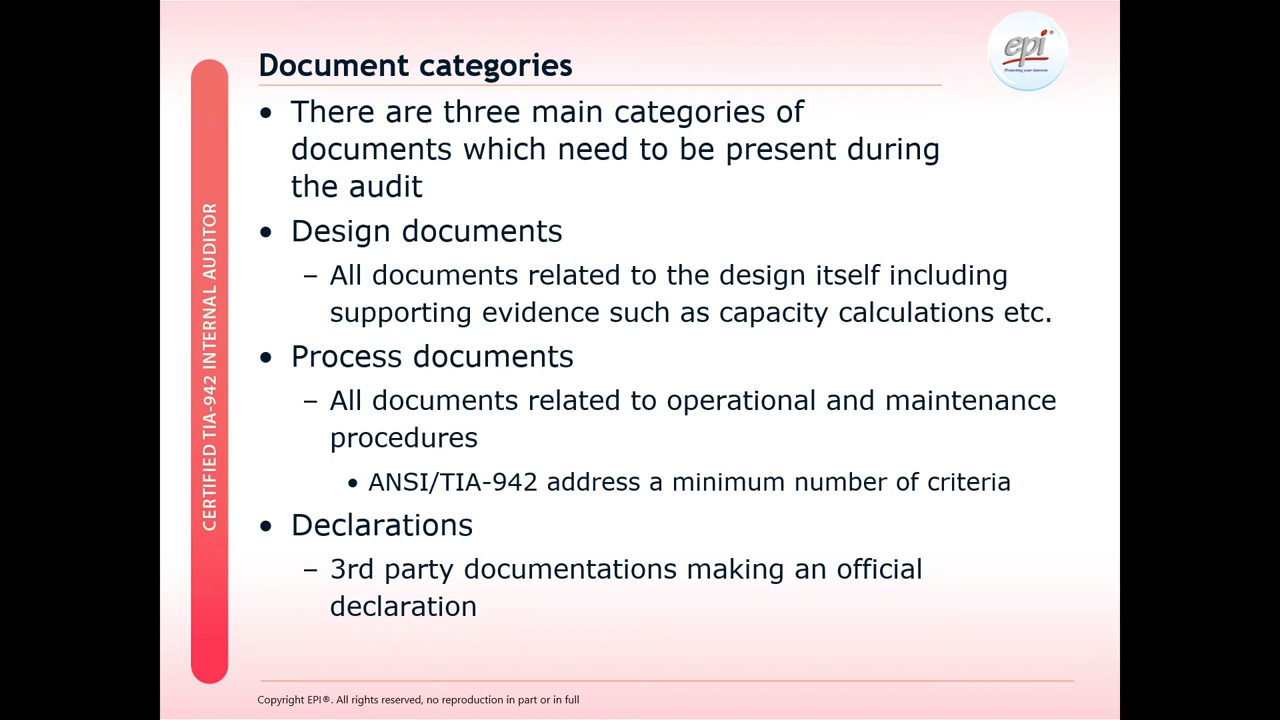 Document categories
epi
Protecting your interests
• There are three main categories of
documents which need to be present during
the audit
• Design documents
– All documents related to the design itself including
supporting evidence such as capacity calculations etc.
• Process documents
– All documents related to operational and maintenance
procedures
• ANSI/TIA-942 address a minimum number of criteria
• Declarations
– 3rd party documentations making an official
declaration
CERTIFIED TIA-942 INTERNAL AUDITOR
Copyright EPI®. All rights reserved, no reproduction in part or in full